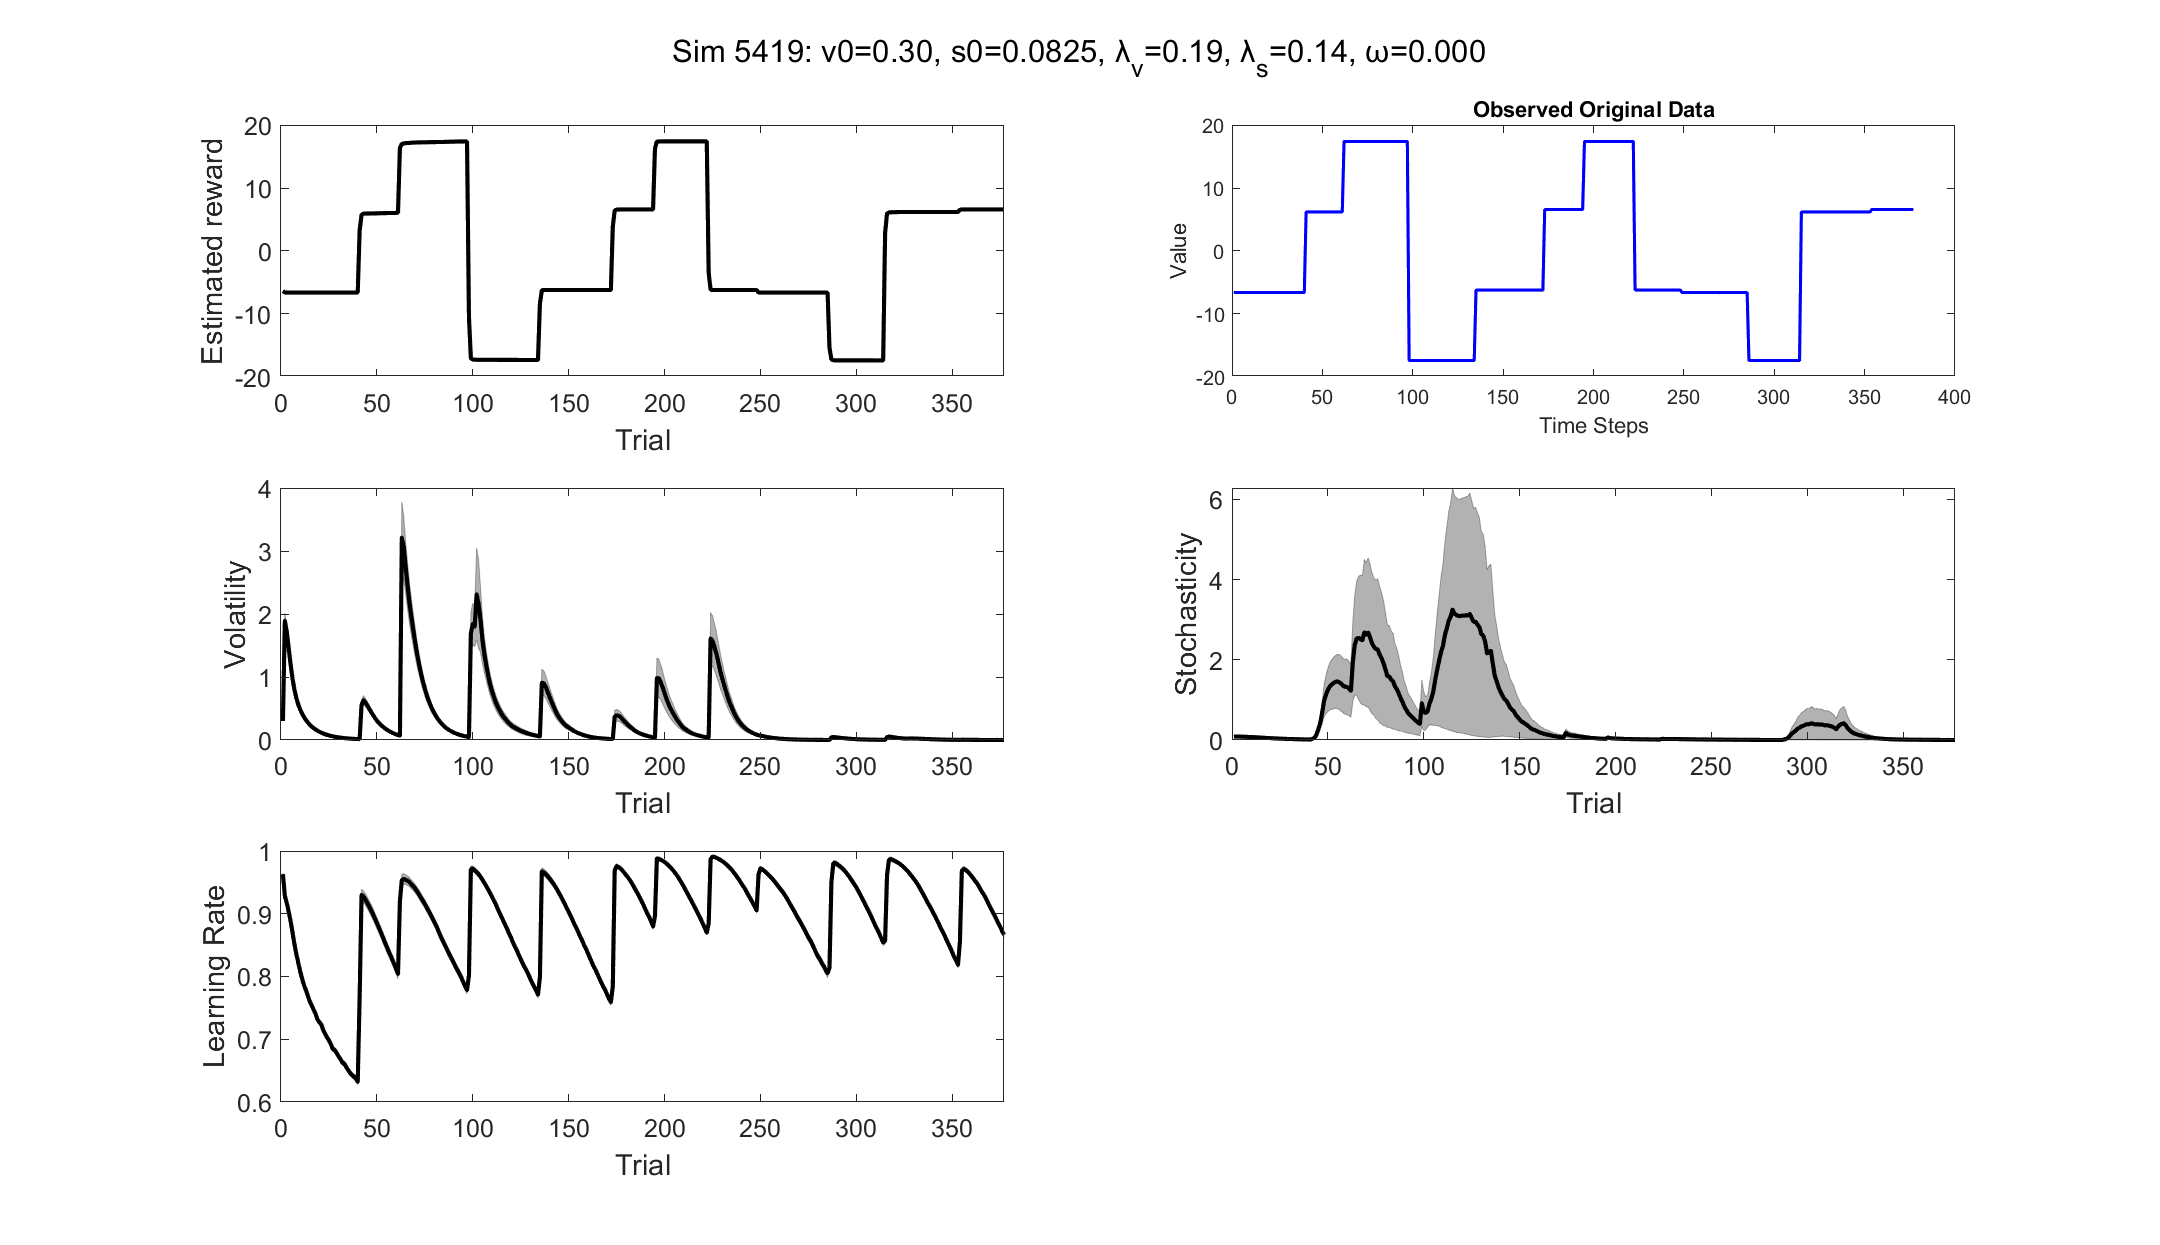 Sim 5419: v0=0.30, s0=0.0825, λv=0.19, λs=0.14, ω=0.000
Estimated reward
20
10
0
-10
-20
0 50 100 150 200 250 300 350
Trial
Observed Original Data
Value
20
10
0
-10
-20
0 50 100 150 200 250 300 350 400
Time Steps
Volatility
4
3
2
1
0
0 50 100 150 200 250 300 350
Trial
Stochasticity
6
4
2
0
0 50 100 150 200 250 300 350
Trial
Learning Rate
1
0.9
0.8
0.7
0.6
0 50 100 150 200 250 300 350
Trial